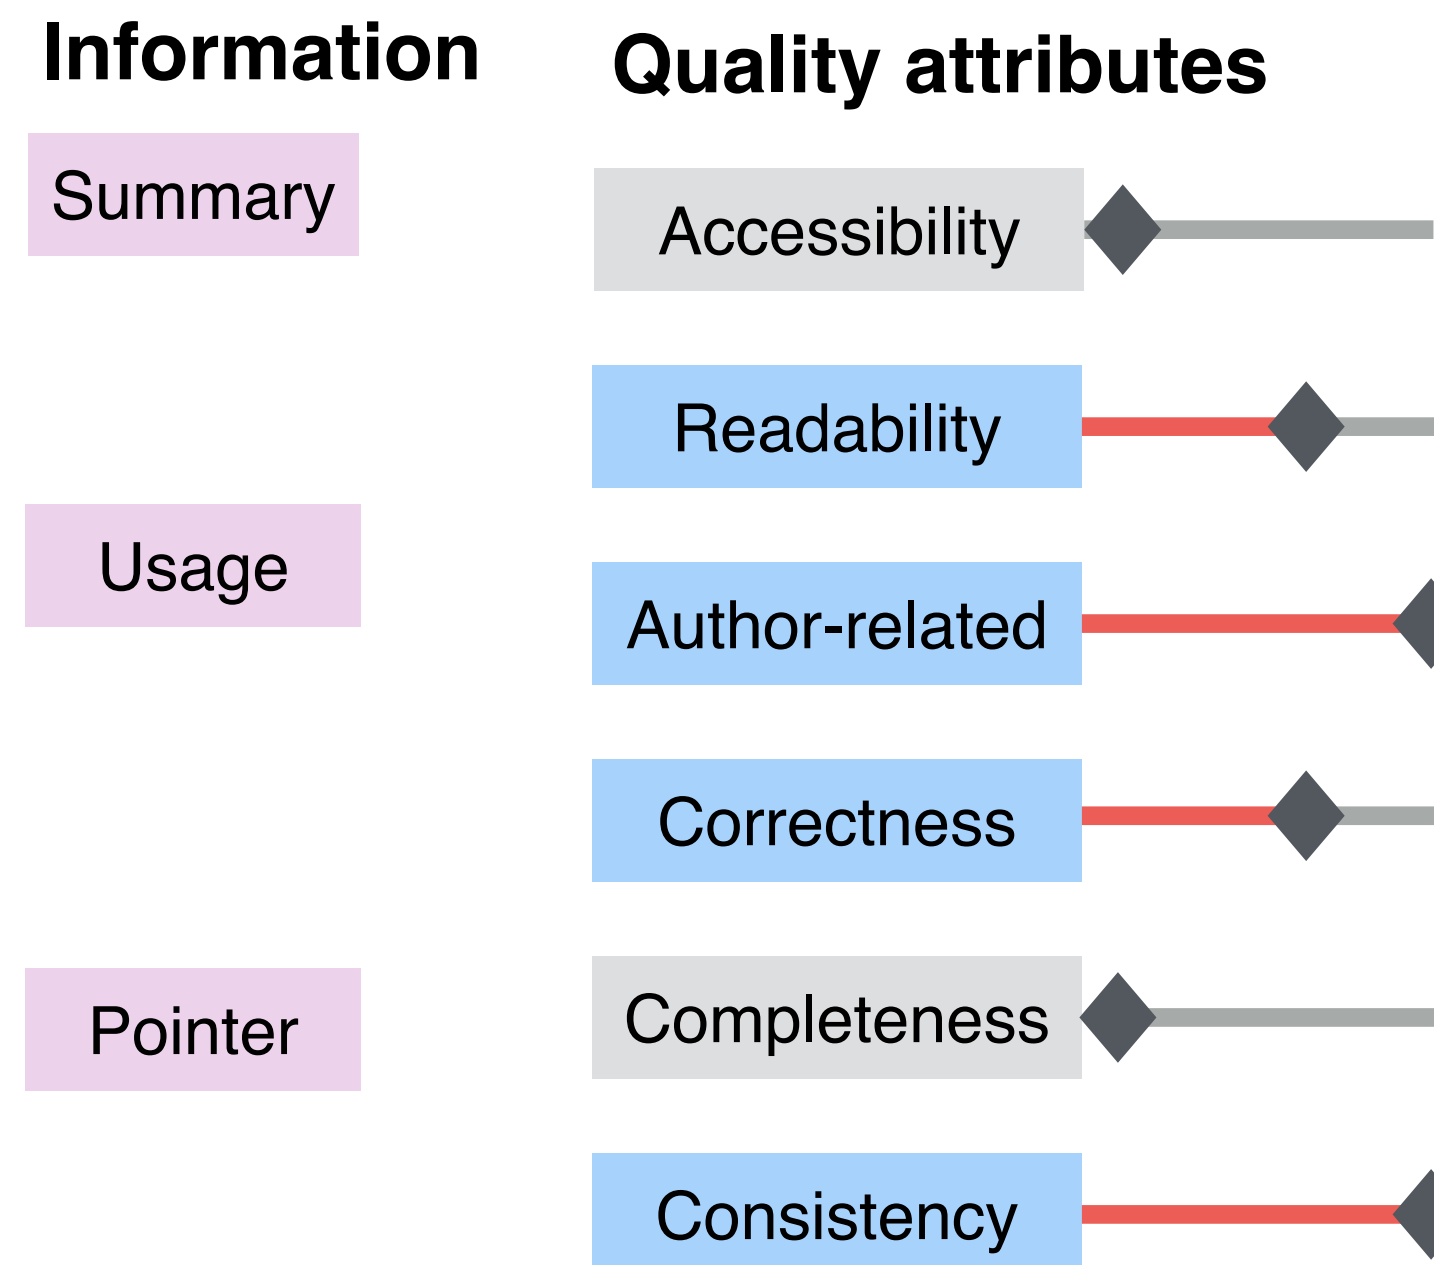 Information
Quality attributes
Summary
Accessibility
Readability
Usage
Author-related
Correctness
Pointer
Completeness
Consistency